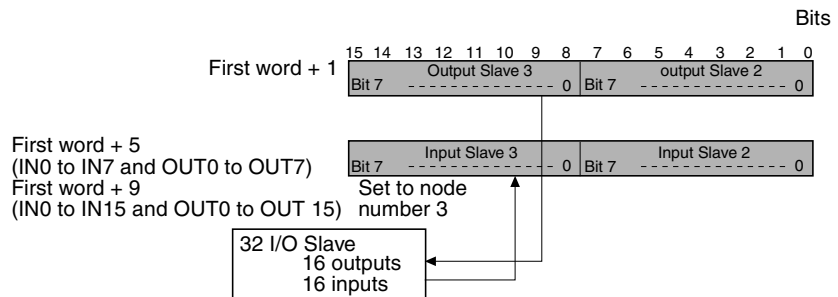 Bits
15 14 13 12 11 10 9 8 7 6 5 4 3 2 1 0
First word + 1
Output Slave 3 output Slave 2
Bit 7 - - - - - - - - - - - - - - - 0 Bit 7 - - - - - - - - - - - - - - - 0
First word + 5
(IN0 to IN7 and OUT0 to OUT7)
Input Slave 3 Input Slave 2
Bit 7 - - - - - - - - - - - - - - - 0 Bit 7 - - - - - - - - - - - - - - - 0
First word + 9
(IN0 to IN15 and OUT0 to OUT 15)
Set to node
number 3
32 I/O Slave
16 outputs
16 inputs